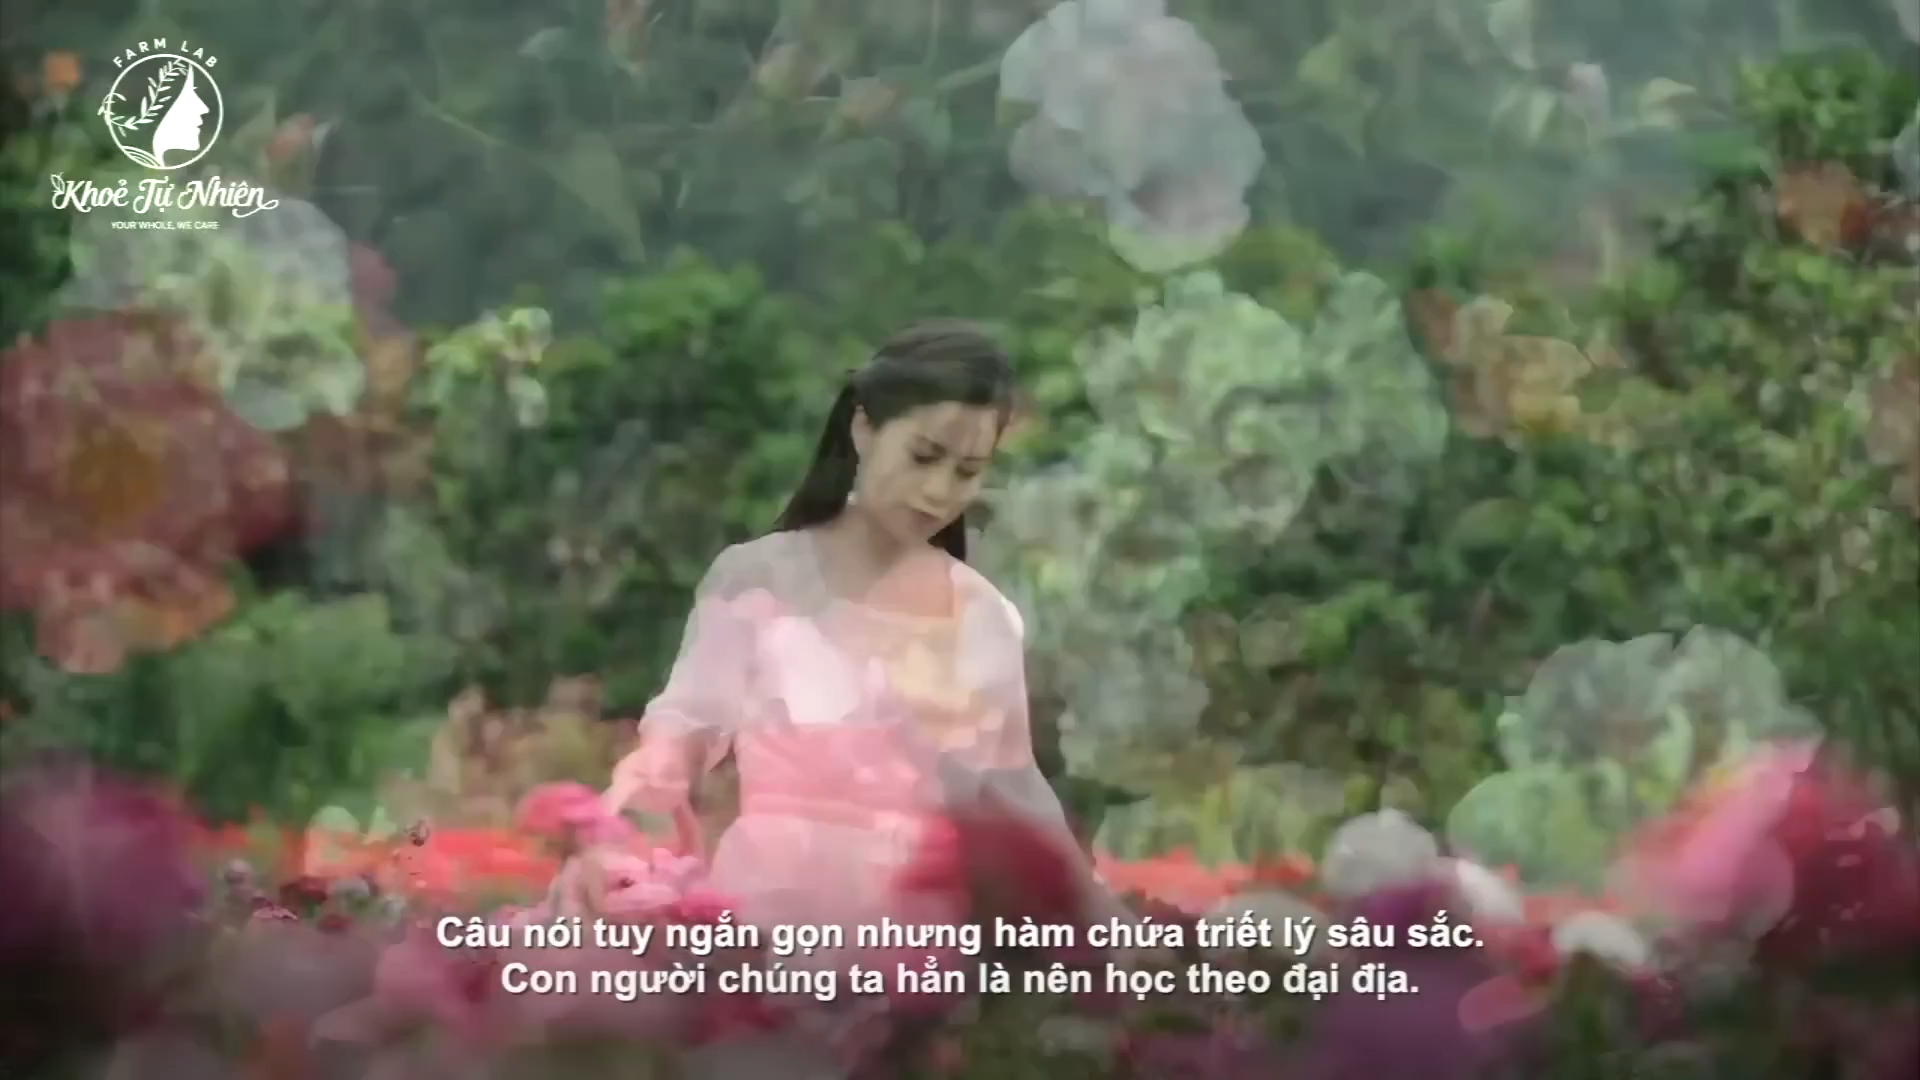 FARM LAB
Khoẻ Tự Nhiên
YOUR WHOLE, WE CARE
Câu nói tuy ngắn gọn nhưng hàm chứa triết lý sâu sắc.
Con người chúng ta hẳn là nên học theo đại địa.